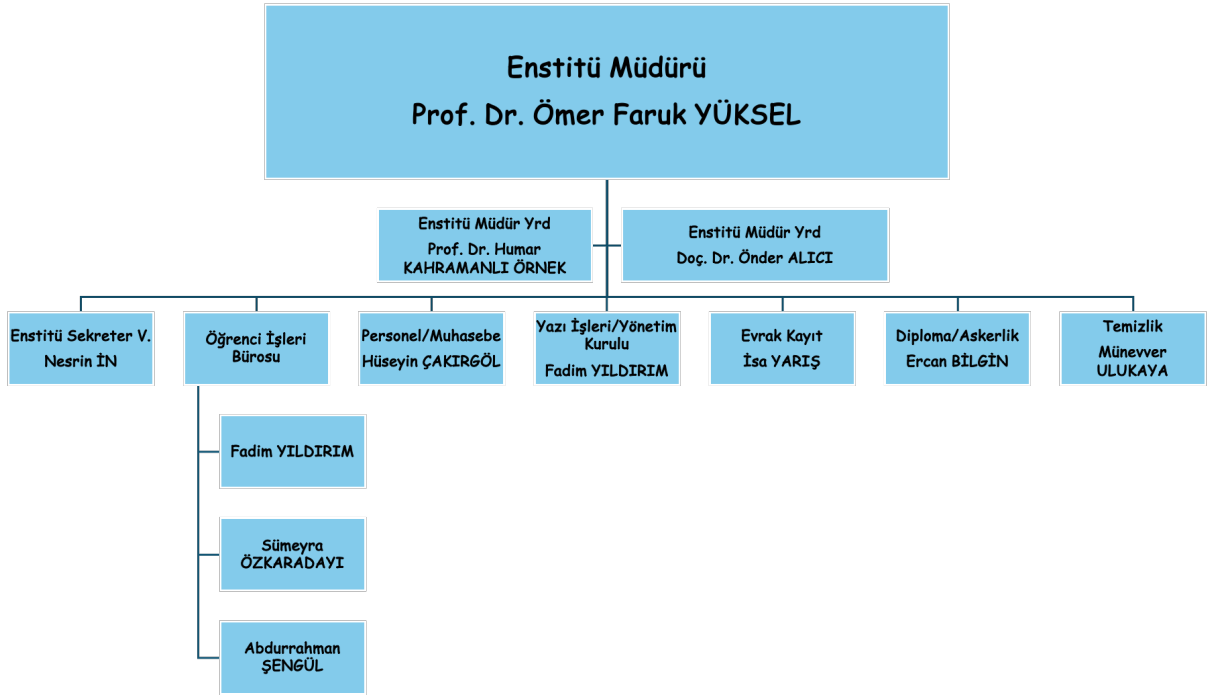 Enstitü Müdürü
Prof. Dr. Ömer Faruk YÜKSEL
Enstitü Müdür Yrd
Prof. Dr. Humar
KAHRAMANLI ÖRNEK
Enstitü Müdür Yrd
Doç. Dr. Önder ALICI
Enstitü Sekreter V.
Nesrin İN
Öğrenci İşleri
Bürosu
Personel/Muhasebe
Hüseyin ÇAKIRGÖL
Yazı İşleri/Yönetim
Kurulu
Fadim YILDIRIM
Evrak Kayıt
İsa YARIŞ
Diploma/Askerlik
Ercan BİLGİN
Temizlik
Münevver
ULUKAYA
Fadim YILDIRIM
Sümeyra
ÖZKARADAYI
Abdurrahman
ŞENGÜL